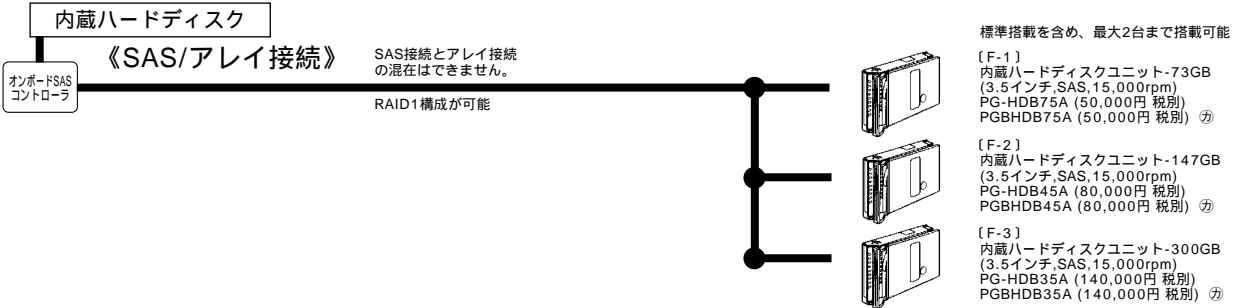 内蔵ハードディスク
《SAS/アレイ接続》
SAS接続とアレイ接続
の混在はできません。
オンボードSAS
コントローラ
RAID1構成が可能
標準搭載を含め、最大2台まで搭載可能
〔F-1〕
内蔵ハードディスクユニット-73GB
(3.5インチ,SAS,15,000rpm)
PG-HDB75A (50,000円 税別)
PGBHDB75A (50,000円 税別) ㋕
〔F-2〕
内蔵ハードディスクユニット-147GB
(3.5インチ,SAS,15,000rpm)
PG-HDB45A (80,000円 税別)
PGBHDB45A (80,000円 税別) ㋕
〔F-3〕
内蔵ハードディスクユニット-300GB
(3.5インチ,SAS,15,000rpm)
PG-HDB35A (140,000円 税別)
PGBHDB35A (140,000円 税別) ㋕